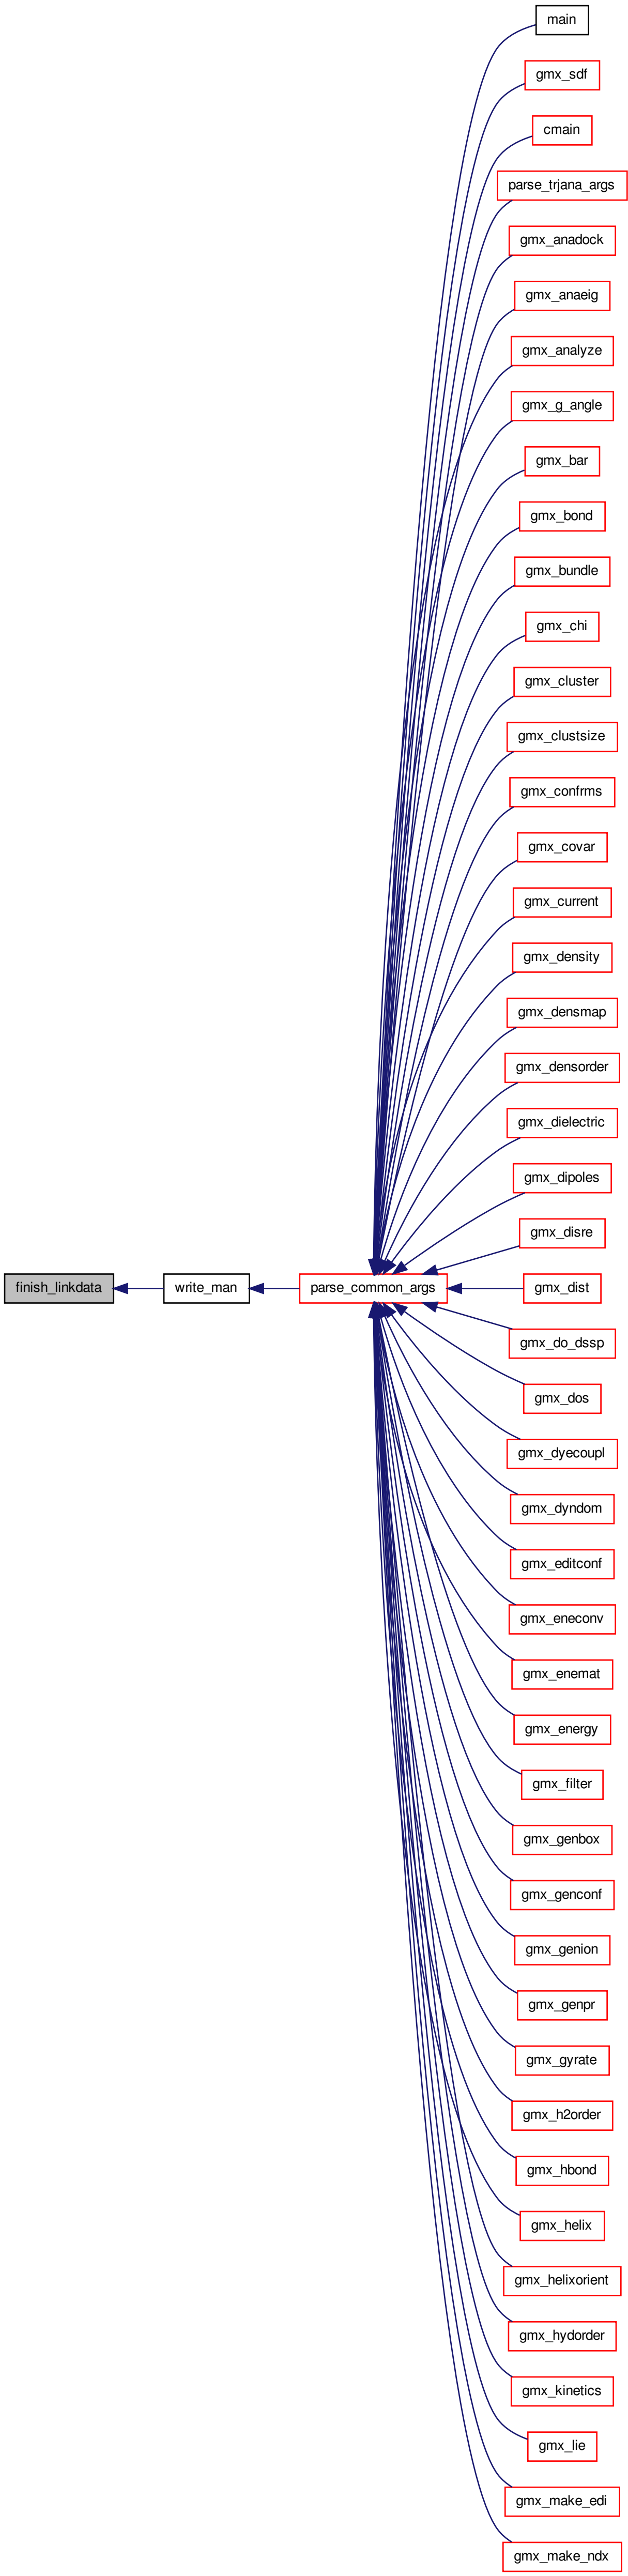 main
gmx_sdf
cmain
parse_trjana_args
gmx_anadock
gmx_anaeig
gmx_analyze
gmx_g_angle
gmx_bar
gmx_bond
gmx_bundle
gmx_chi
gmx_cluster
gmx_clustsize
gmx_confrms
gmx_covar
gmx_current
gmx_density
gmx_densmap
gmx_densorder
gmx_dielectric
gmx_dipoles
gmx_disre
finish_linkdata
write_man
parse_common_args
gmx_dist
gmx_do_dssp
gmx_dos
gmx_dyecoupl
gmx_dyndom
gmx_editconf
gmx_eneconv
gmx_enemat
gmx_energy
gmx_filter
gmx_genbox
gmx_genconf
gmx_genion
gmx_genpr
gmx_gyrate
gmx_h2order
gmx_hbond
gmx_helix
gmx_helixorient
gmx_hydorder
gmx_kinetics
gmx_lie
gmx_make_edi
gmx_make_ndx